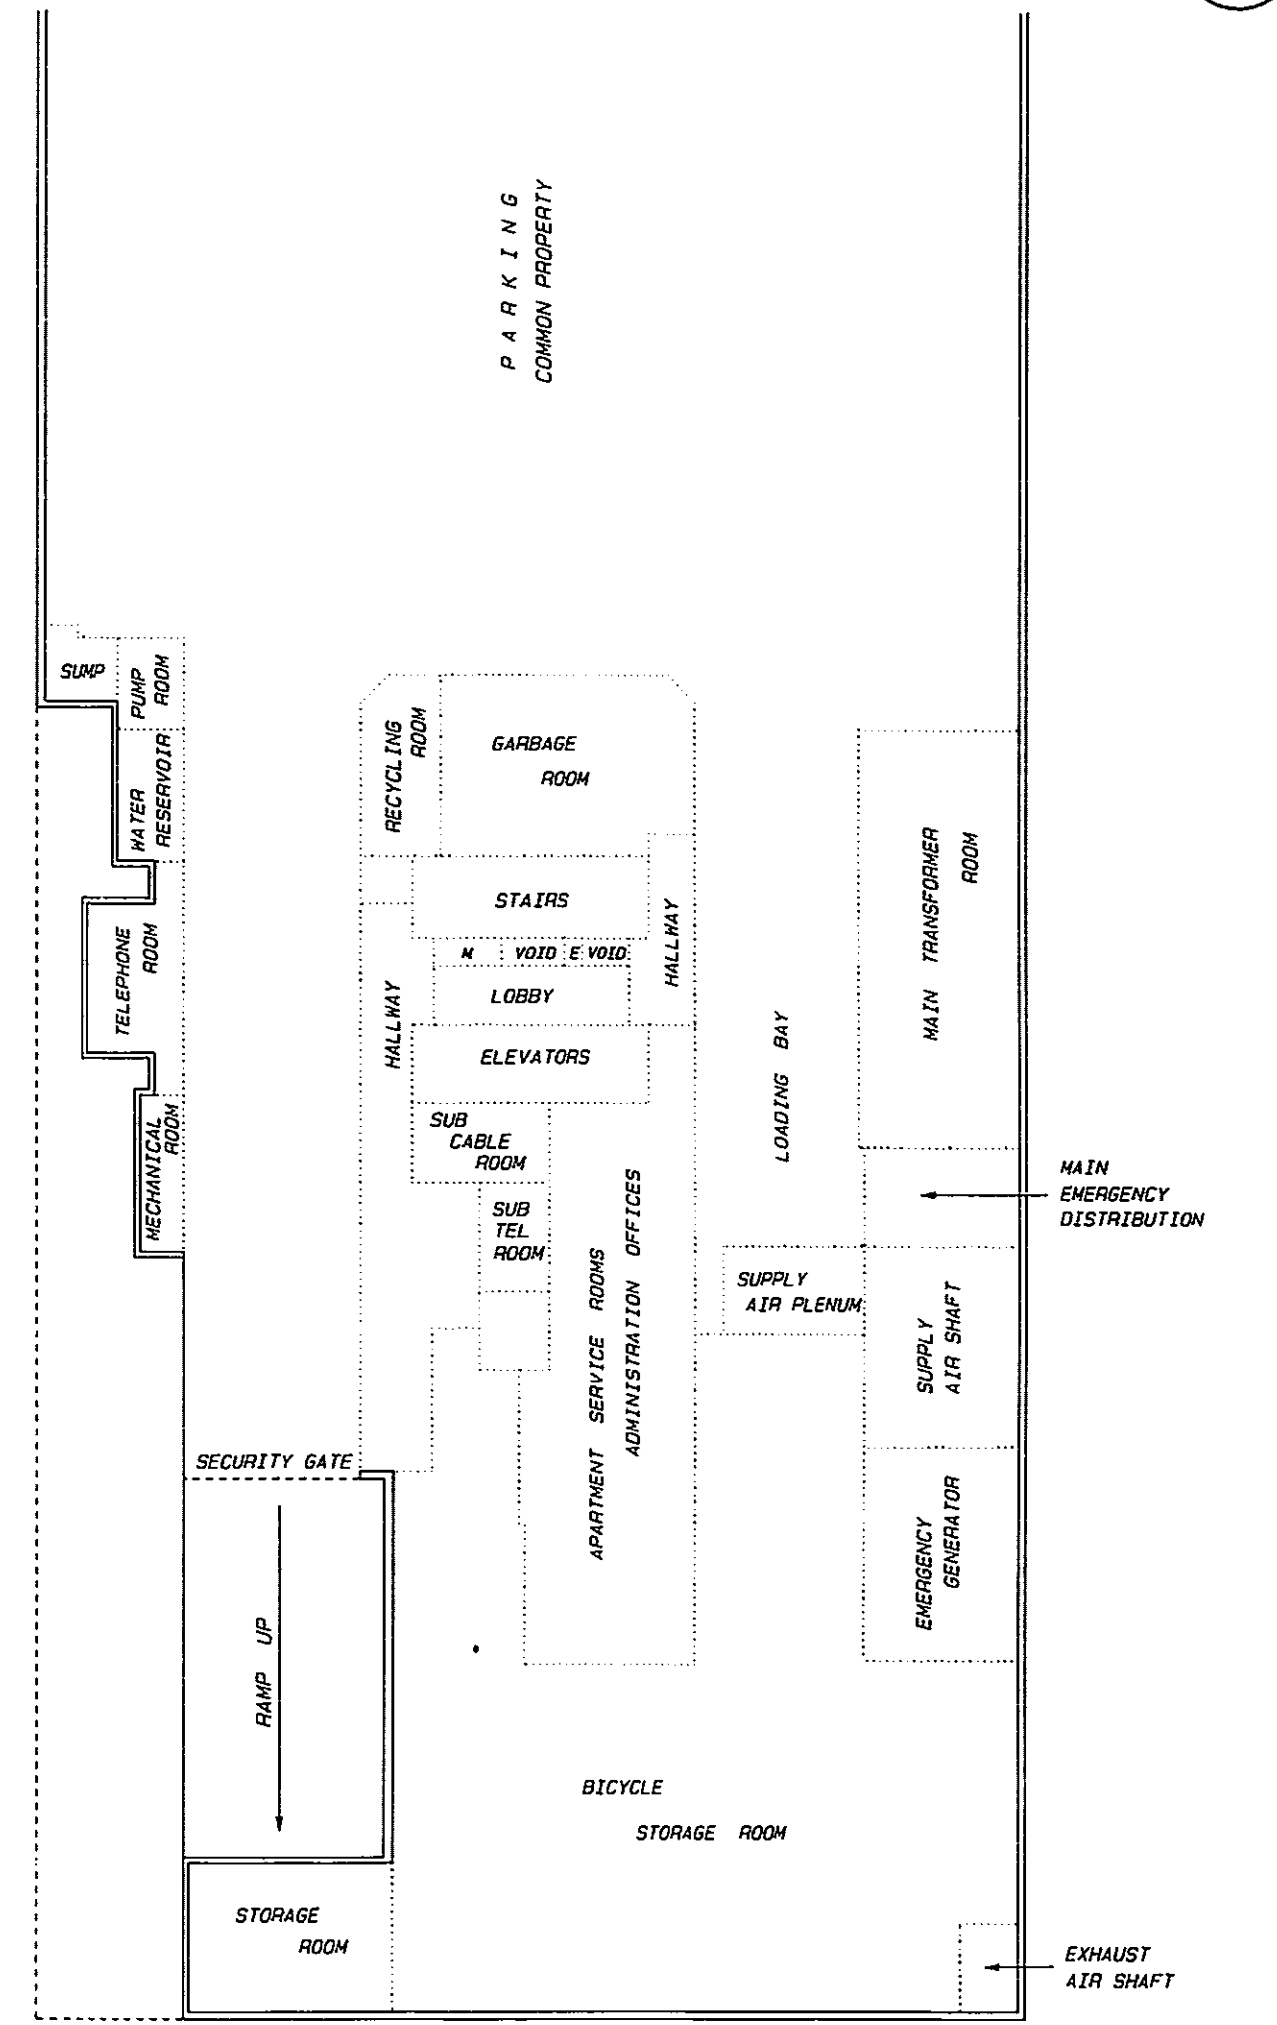 P A R K I N G
COMMON PROPERTY
SUMP
PUMP
ROOM
WATER
RESERVOIR
TELEPHONE
ROOM
MECHANICAL
ROOM
RECYCLING
ROOM
GARBAGE
ROOM
STAIRS
M VOID E VOID
LOBBY
HALLWAY
HALLWAY
ELEVATORS
SUB
CABLE
ROOM
SUB
TEL
ROOM
APARTMENT SERVICE ROOMS
ADMINISTRATION OFFICES
LOADING BAY
MAIN TRANSFORMER
ROOM
MAIN
EMERGENCY
DISTRIBUTION
SUPPLY
AIR PLENUM
SUPPLY
AIR SHAFT
EMERGENCY
GENERATOR
SECURITY GATE
RAMP UP
BICYCLE
STORAGE ROOM
STORAGE
ROOM
EXHAUST
AIR SHAFT